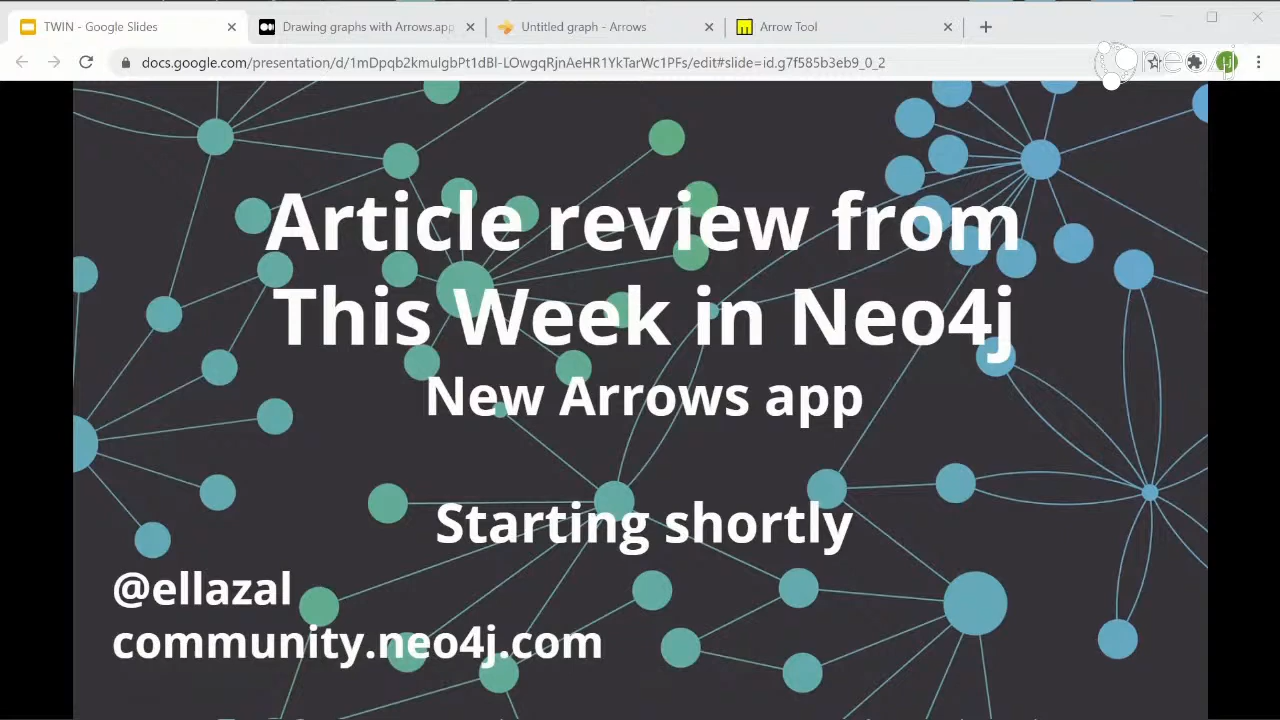 TWIN - Google Slides
Drawing graphs with Arrows.app
Untitled graph - Arrows
Arrow Tool
docs.google.com/presentation/d/1mDpqb2kmuIgbPt1dBl-LOwgqRjnAeHR1YkTarWc1PFs/edit#slide=id.g7f585b3eb9_0_2
neo4j
Article review from
This Week in Neo4j
New Arrows app
Starting shortly
@ellazal
community.neo4j.com